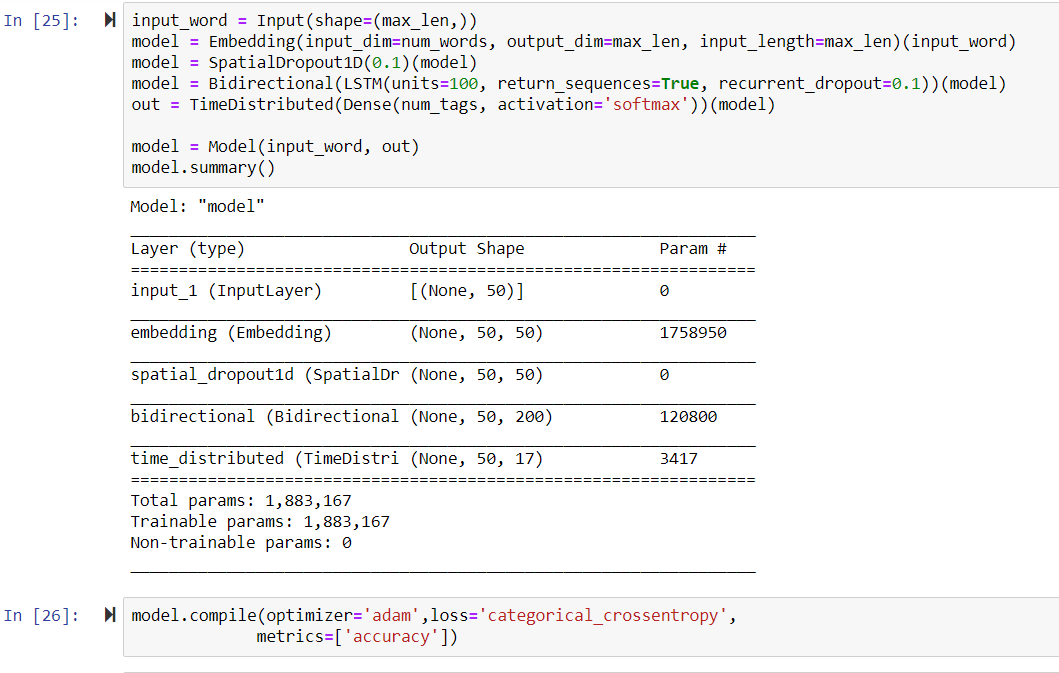 In [25]:
input_word = Input(shape=(max_len,))
model = Embedding(input_dim=num_words, output_dim=max_len, input_length=max_len)(input_word)
model = SpatialDropout1D(0.1)(model)
model = Bidirectional(LSTM(units=100, return_sequences=True, recurrent_dropout=0.1))(model)
out = TimeDistributed(Dense(num_tags, activation='softmax'))(model)

model = Model(input_word, out)
model.summary()
Model: "model"
_________________________________________________________________
Layer (type)                 Output Shape              Param #
=================================================================
input_1 (InputLayer)         [(None, 50)]              0
_________________________________________________________________
embedding (Embedding)        (None, 50, 50)            1758950
_________________________________________________________________
spatial_dropout1d (SpatialDr (None, 50, 50)            0
_________________________________________________________________
bidirectional (Bidirectional (None, 50, 200)           120800
_________________________________________________________________
time_distributed (TimeDistri (None, 50, 17)            3417
=================================================================
Total params: 1,883,167
Trainable params: 1,883,167
Non-trainable params: 0
_________________________________________________________________
In [26]:
model.compile(optimizer='adam',loss='categorical_crossentropy',
             metrics=['accuracy'])